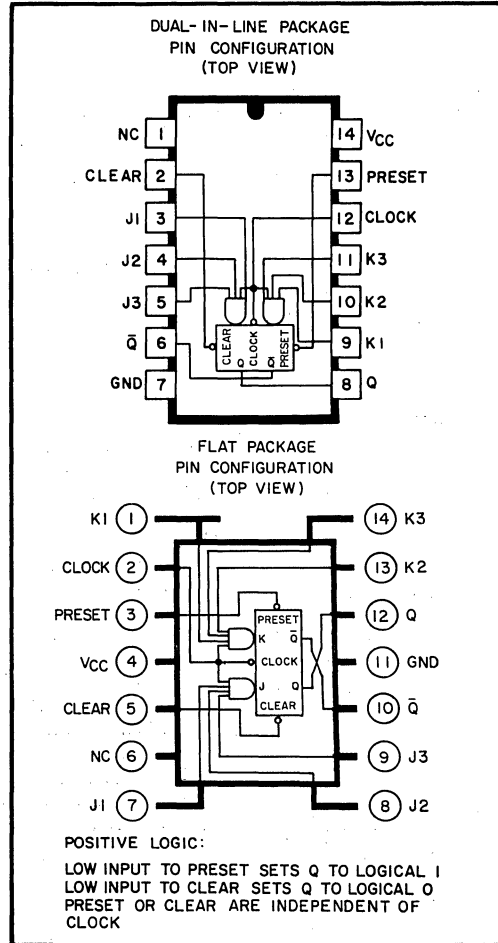 DUAL-IN-LINE PACKAGE
PIN CONFIGURATION
(TOP VIEW)
NC 1 14 VCC
CLEAR 2 13 PRESET
J1 3 12 CLOCK
J2 4 11 K3
J3 5 10 K2
Q̅ 6 9 K1
GND 7 8 Q
CLEAR CLOCK PRESET
Q Q̅
FLAT PACKAGE
PIN CONFIGURATION
(TOP VIEW)
K1 1 14 K3
CLOCK 2 13 K2
PRESET 3 12 Q
VCC 4 11 GND
CLEAR 5 10 Q̅
NC 6 9 J3
J1 7 8 J2
PRESET
K Q̅
CLOCK
J Q
CLEAR
POSITIVE LOGIC:
LOW INPUT TO PRESET SETS Q TO LOGICAL 1
LOW INPUT TO CLEAR SETS Q TO LOGICAL 0
PRESET OR CLEAR ARE INDEPENDENT OF
CLOCK